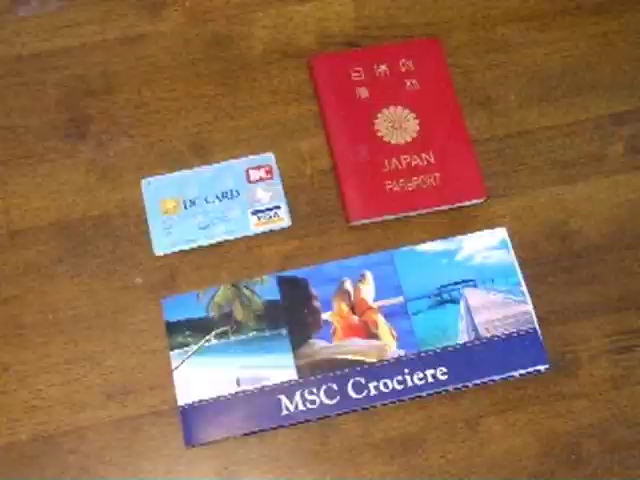 日本国
旅券
JAPAN
PASSPORT
DC
DC CARD
VISA
MSC Crociere